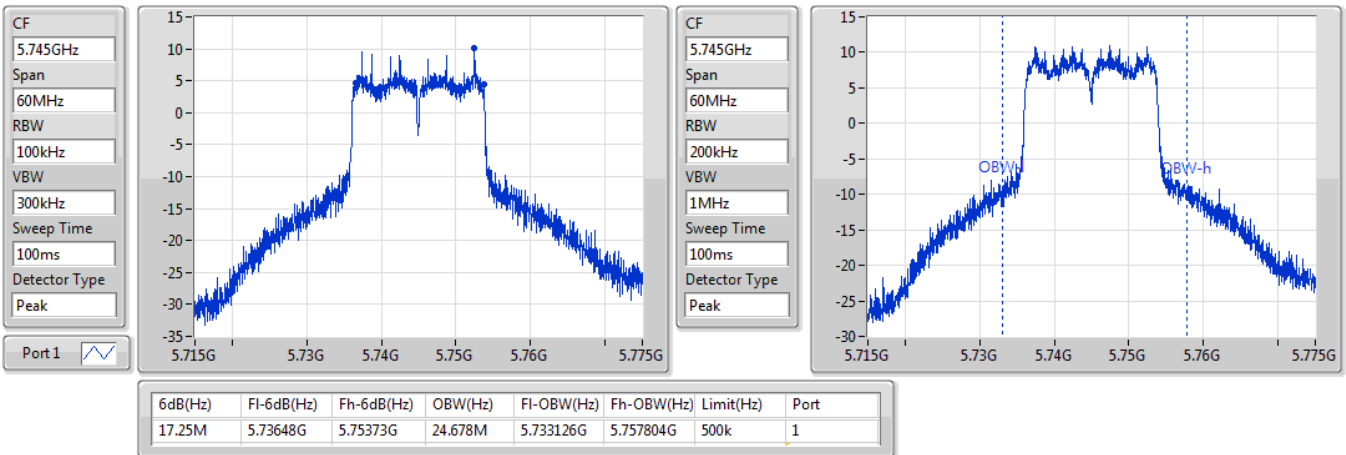 CF
5.745GHz
Span
60MHz
RBW
100kHz
VBW
300kHz
Sweep Time
100ms
Detector Type
Peak
Port 1
15
10
5
0
-5
-10
-15
-20
-25
-30
-35
5.715G 5.73G 5.74G 5.75G 5.76G 5.775G
CF
5.745GHz
Span
60MHz
RBW
200kHz
VBW
1MHz
Sweep Time
100ms
Detector Type
Peak
15
10
5
0
-5
-10
-15
-20
-25
-30
OBW-l OBW-h
5.715G 5.73G 5.74G 5.75G 5.76G 5.775G
6dB(Hz) Fl-6dB(Hz) Fh-6dB(Hz) OBW(Hz) Fl-OBW(Hz) Fh-OBW(Hz) Limit(Hz) Port
17.25M 5.73648G 5.75373G 24.678M 5.733126G 5.757804G 500k 1